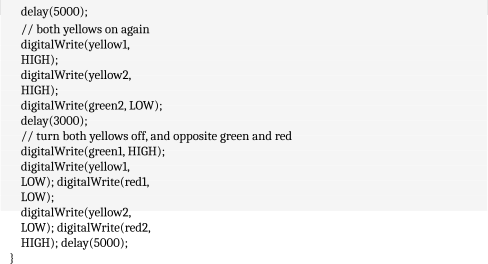 delay(5000);
// both yellows on again
digitalWrite(yellow1,
HIGH);
digitalWrite(yellow2,
HIGH);
digitalWrite(green2, LOW);
delay(3000);
// turn both yellows off, and opposite green and red
digitalWrite(green1, HIGH);
digitalWrite(yellow1,
LOW); digitalWrite(red1,
LOW);
digitalWrite(yellow2,
LOW); digitalWrite(red2,
HIGH); delay(5000);
}